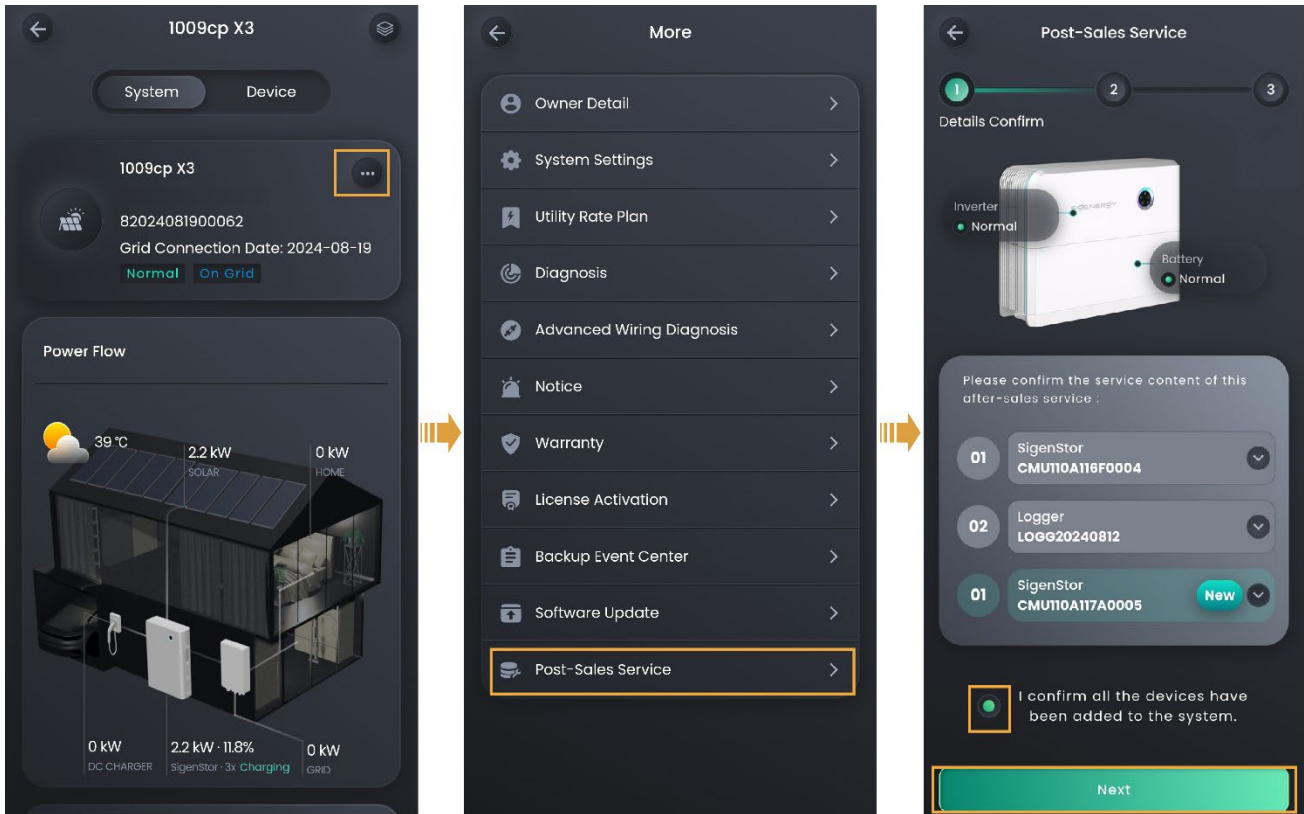 1009cp X3
System
Device
1009cp X3
82024081900062
Grid Connection Date: 2024-08-19
Normal
On Grid
Power Flow
39 °C
2.2 kW
SOLAR
0 kW
HOME
0 kW
DC CHARGER
2.2 kW · 11.8%
SigenStor · 3x Charging
0 kW
GRID
More
Owner Detail
System Settings
Utility Rate Plan
Diagnosis
Advanced Wiring Diagnosis
Notice
Warranty
License Activation
Backup Event Center
Software Update
Post-Sales Service
Post-Sales Service
1
2
3
Details Confirm
Inverter
Normal
Battery
Normal
Please confirm the service content of this
after-sales service :
01
SigenStor
CMU110A116F0004
02
Logger
LOGG20240812
01
SigenStor
CMU110A117A0005
New
I confirm all the devices have
been added to the system.
Next